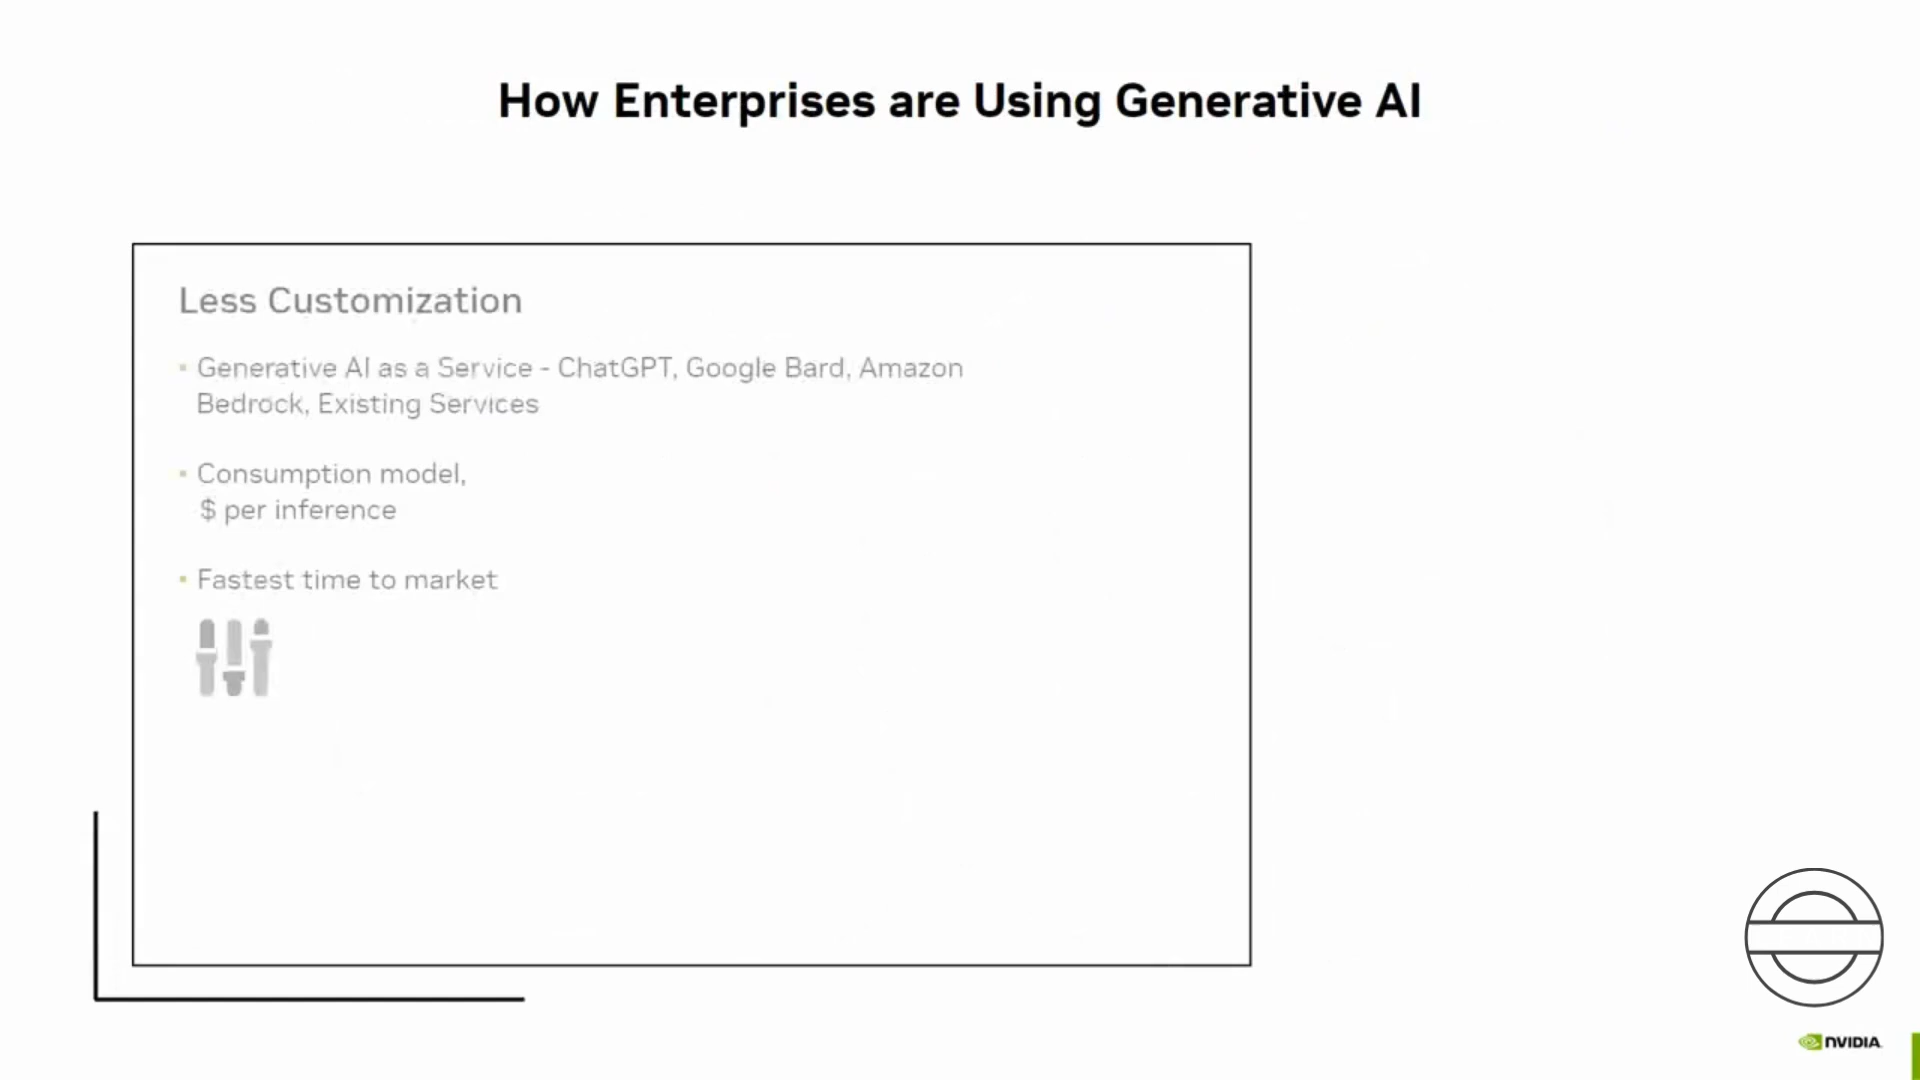 How Enterprises are Using Generative AI
Less Customization
▪ Generative AI as a Service - ChatGPT, Google Bard, Amazon
Bedrock, Existing Services
▪ Consumption model,
$ per inference
▪ Fastest time to market
NVIDIA